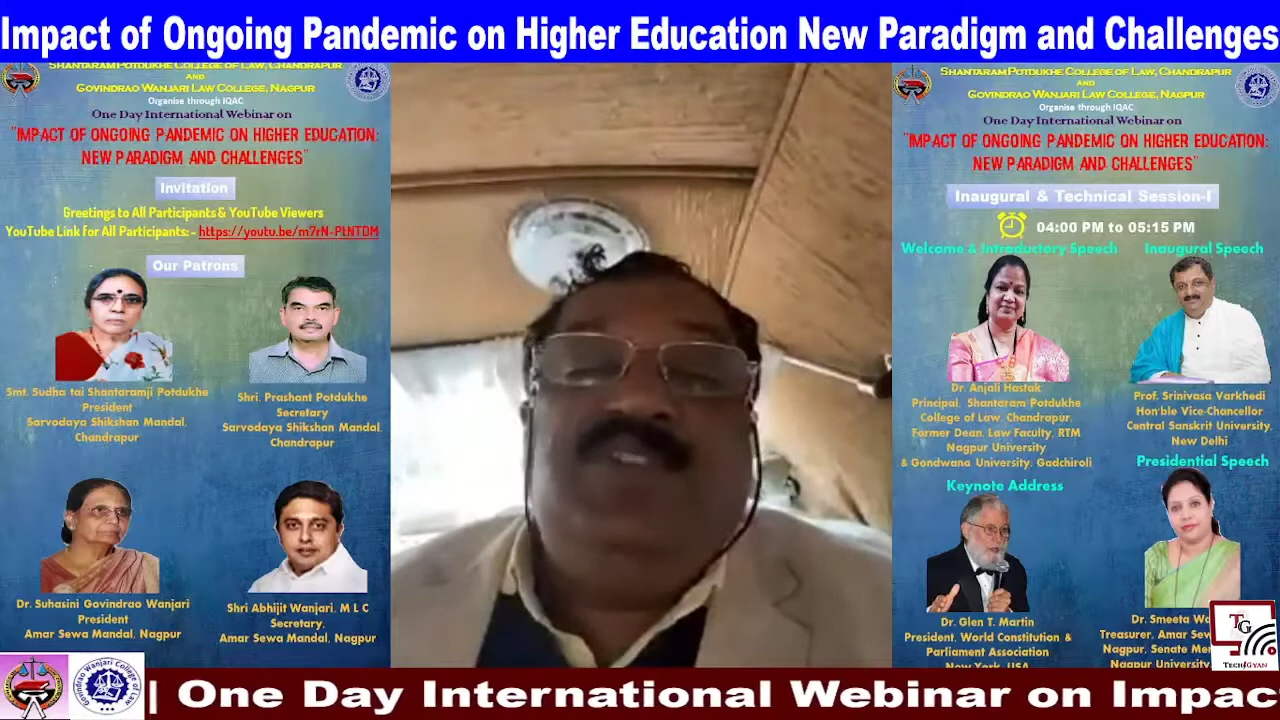 Impact of Ongoing Pandemic on Higher Education New Paradigm and Challenges
SHANTARAM POTDUKHE COLLEGE OF LAW, CHANDRAPUR
AND
GOVINDRAO WANJARI LAW COLLEGE, NAGPUR
Organise through IQAC
One Day International Webinar on
"IMPACT OF ONGOING PANDEMIC ON HIGHER EDUCATION:
NEW PARADIGM AND CHALLENGES"
Invitation
Greetings to All Participants & YouTube Viewers
YouTube Link for All Participants:- https://youtu.be/m7rN-PLNTDM
Our Patrons
Smt. Sudha tai Shantaramji Potdukhe
President
Sarvodaya Shikshan Mandal,
Chandrapur
Shri. Prashant Potdukhe
Secretary
Sarvodaya Shikshan Mandal,
Chandrapur
Dr. Suhasini Govindrao Wanjari
President
Amar Sewa Mandal, Nagpur
Shri Abhijit Wanjari, M L C
Secretary,
Amar Sewa Mandal, Nagpur
SHANTARAM POTDUKHE COLLEGE OF LAW, CHANDRAPUR
AND
GOVINDRAO WANJARI LAW COLLEGE, NAGPUR
Organise through IQAC
One Day International Webinar on
"IMPACT OF ONGOING PANDEMIC ON HIGHER EDUCATION:
NEW PARADIGM AND CHALLENGES"
Inaugural & Technical Session-I
04:00 PM to 05:15 PM
Welcome & Introductory Speech
Inaugural Speech
Dr. Anjali Hastak
Principal, Shantaram Potdukhe
College of Law, Chandrapur,
Former Dean, Law Faculty, RTM
Nagpur University
& Gondwana University, Gadchiroli
Prof. Srinivasa Varkhedi
Hon'ble Vice-Chancellor
Central Sanskrit University,
New Delhi
Keynote Address
Presidential Speech
Dr. Glen T. Martin
President, World Constitution &
Parliament Association
New York, USA
Dr. Smeeta Wa
Treasurer, Amar Sew
Nagpur, Senate Mem
Nagpur University,
TG
TECH GYAN
| One Day International Webinar on Impac